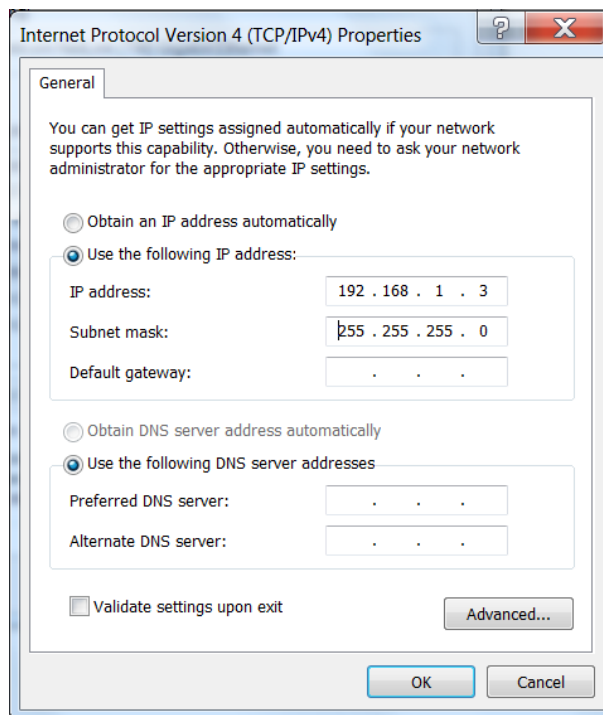 Internet Protocol Version 4 (TCP/IPv4) Properties
General
You can get IP settings assigned automatically if your network
supports this capability. Otherwise, you need to ask your network
administrator for the appropriate IP settings.
Obtain an IP address automatically
Use the following IP address:
IP address: 192 . 168 . 1 . 3
Subnet mask: 255 . 255 . 255 . 0
Default gateway: . . .
Obtain DNS server address automatically
Use the following DNS server addresses
Preferred DNS server: . . .
Alternate DNS server: . . .
Validate settings upon exit
Advanced...
OK Cancel